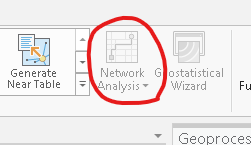 Generate
Near Table
Network
Analysis
Geostatistical
Wizard
Fu
Geoproces